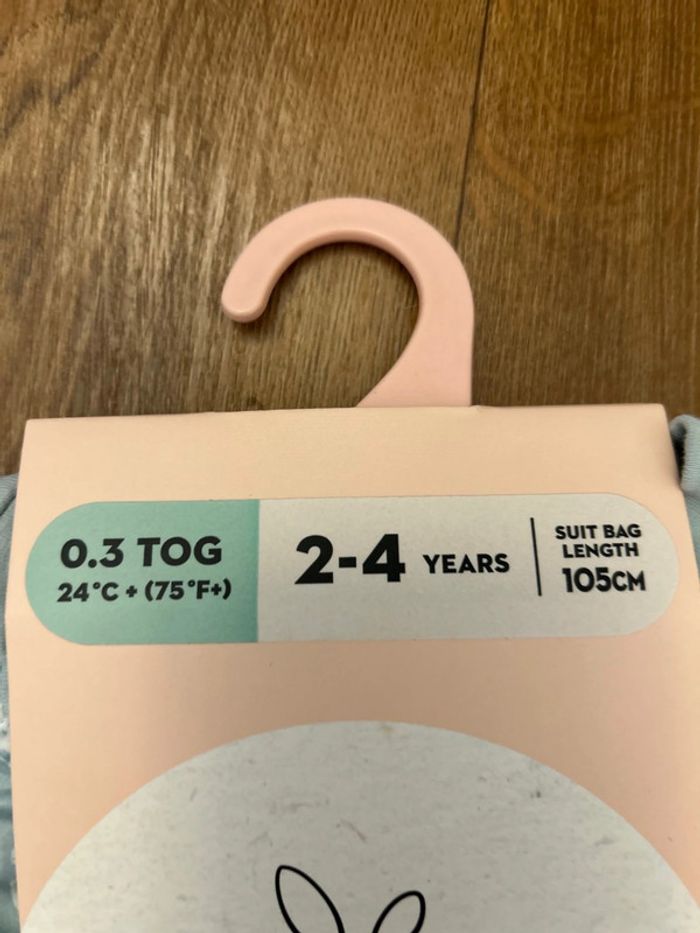 0.3 TOG
24°C + (75°F+)
2-4 YEARS
SUIT BAG
LENGTH
105CM